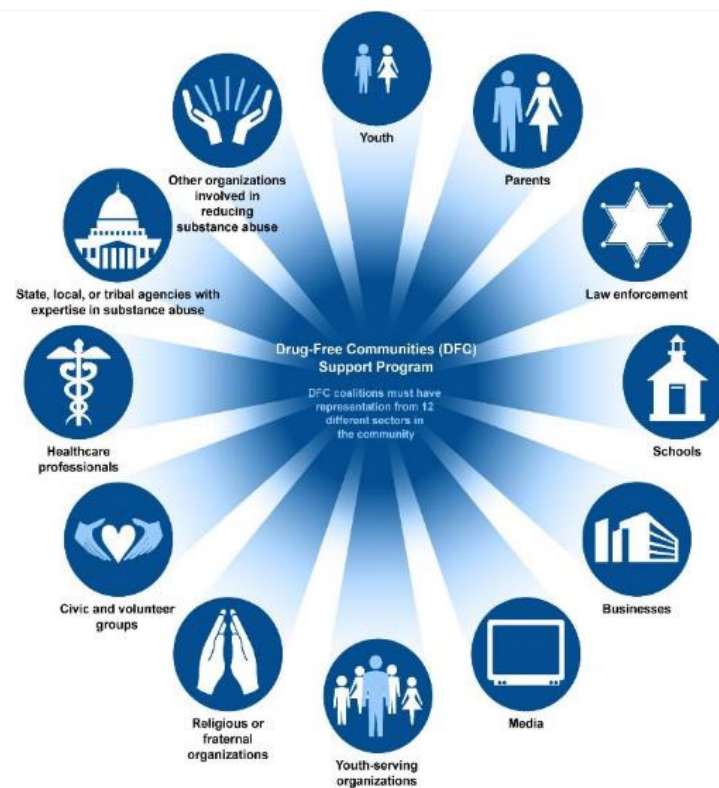 Youth
Parents
Law enforcement
Schools
Businesses
Media
Youth-serving
organizations
Religious or
fraternal
organizations
Civic and volunteer
groups
Healthcare
professionals
State, local, or tribal agencies with
expertise in substance abuse
Other organizations
involved in
reducing
substance abuse
Drug-Free Communities (DFC)
Support Program
DFC coalitions must have
representation from 12
different sectors in
the community